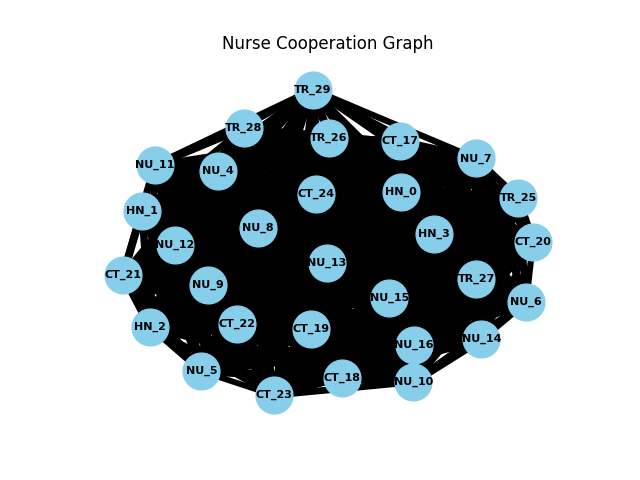 Nurse Cooperation Graph
TR_29
TR_28
TR_26
CT_17
NU_7
NU_11
NU_4
CT_24
HN_0
TR_25
HN_1
NU_8
HN_3
CT_20
NU_12
NU_13
CT_21
NU_9
TR_27
NU_15
NU_6
HN_2
CT_22
CT_19
NU_14
NU_16
NU_5
CT_18
NU_10
CT_23